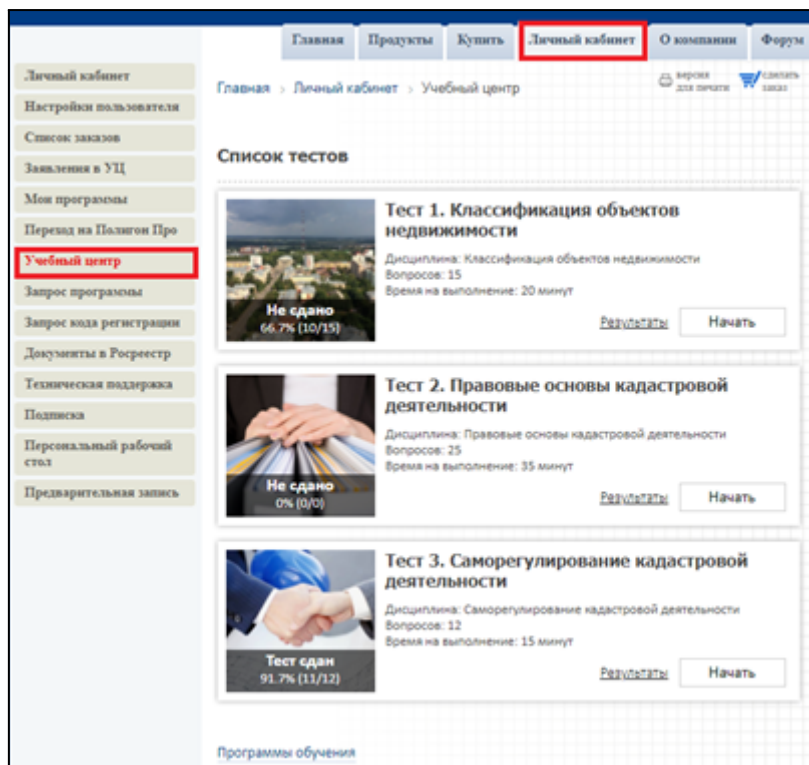 Главная Продукты Купить Личный кабинет О компании Форум
Личный кабинет
Настройки пользователя
Список заказов
Заявления в УЦ
Мои программы
Переход на Полигон Про
Учебный центр
Запрос программы
Запрос кода регистрации
Документы в Росреестр
Техническая поддержка
Подписка
Персональный рабочий
стол
Предварительная запись
Главная > Личный кабинет > Учебный центр
версия
для печати
сделать
заказ
Список тестов
Тест 1. Классификация объектов
недвижимости
Дисциплина: Классификация объектов недвижимости
Вопросов: 15
Время на выполнение: 20 минут
Не сдано
66.7% (10/15)
Результаты Начать
Тест 2. Правовые основы кадастровой
деятельности
Дисциплина: Правовые основы кадастровой деятельности
Вопросов: 25
Время на выполнение: 35 минут
Не сдано
0% (0/0)
Результаты Начать
Тест 3. Саморегулирование кадастровой
деятельности
Дисциплина: Саморегулирование кадастровой деятельности
Вопросов: 12
Время на выполнение: 15 минут
Тест сдан
91.7% (11/12)
Результаты Начать
Программы обучения